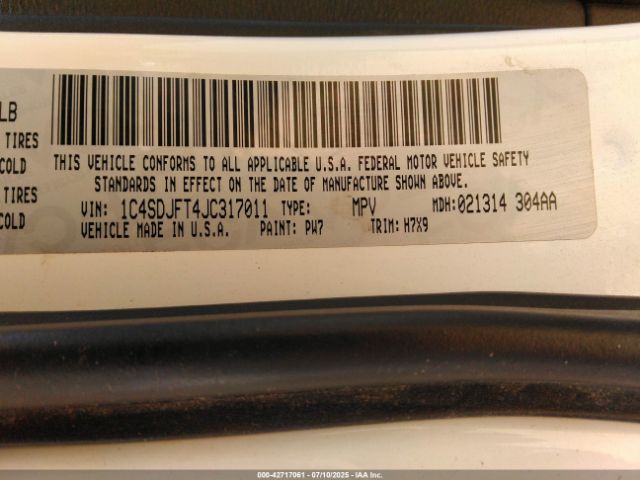 LB
TIRES
COLD
TIRES
COLD
THIS VEHICLE CONFORMS TO ALL APPLICABLE U.S.A. FEDERAL MOTOR VEHICLE SAFETY
STANDARDS IN EFFECT ON THE DATE OF MANUFACTURE SHOWN ABOVE.
VIN: 1C4SDJFT4JC317011 TYPE: MPV MDH:021314 304AA
VEHICLE MADE IN U.S.A. PAINT: PW7 TRIM: H7X9
000-42717061 - 07/10/2025 - IAA Inc.